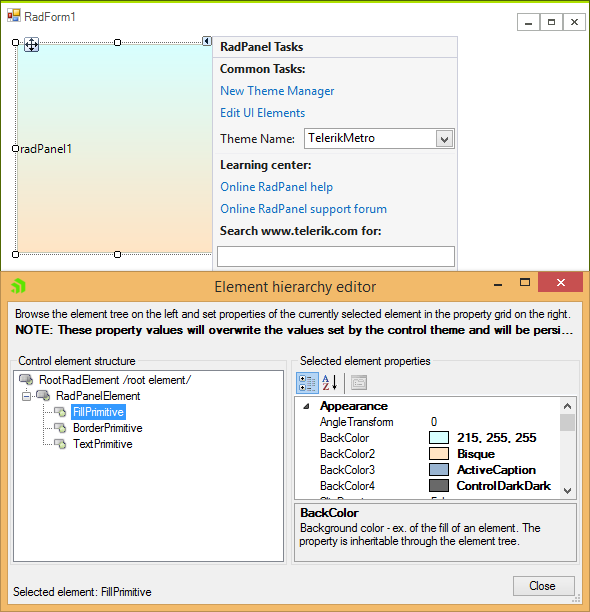 RadForm1
RadPanel Tasks
Common Tasks:
New Theme Manager
Edit UI Elements
Theme Name: TelerikMetro
radPanel1
Learning center:
Online RadPanel help
Online RadPanel support forum
Search www.telerik.com for:
Element hierarchy editor
Browse the element tree on the left and set properties of the currently selected element in the property grid on the right.
NOTE: These property values will overwrite the values set by the control theme and will be persi...
Control element structure
RootRadElement /root element/
RadPanelElement
FillPrimitive
BorderPrimitive
TextPrimitive
Selected element properties
Appearance
AngleTransform 0
BackColor 215, 255, 255
BackColor2 Bisque
BackColor3 ActiveCaption
BackColor4 ControlDarkDark
BackColor
Background color - ex. of the fill of an element. The
property is inheritable through the element tree.
Selected element: FillPrimitive
Close